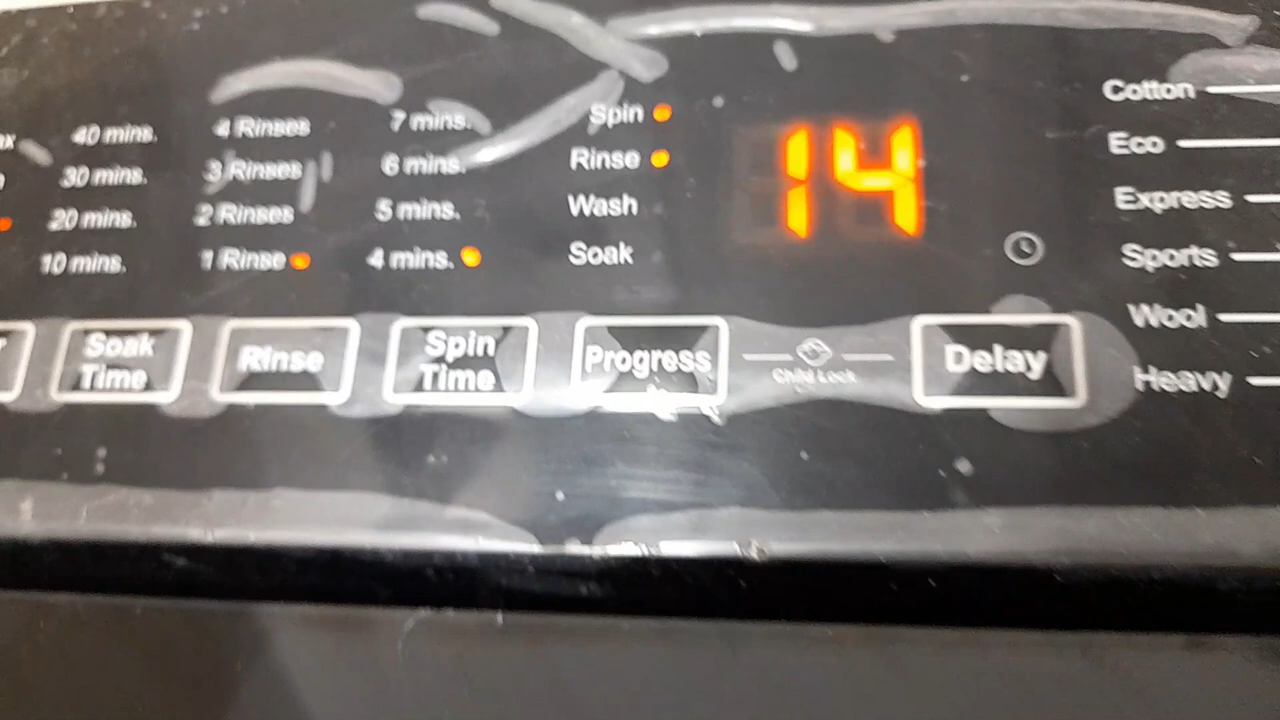 40 mins.
30 mins.
20 mins.
10 mins.
4 Rinses
3 Rinses
2 Rinses
1 Rinse
7 mins.
6 mins.
5 mins.
4 mins.
Spin
Rinse
Wash
Soak
14
Cotton
Eco
Express
Sports
Wool
Heavy
Soak
Time
Rinse
Spin
Time
Progress
Child Lock
Delay